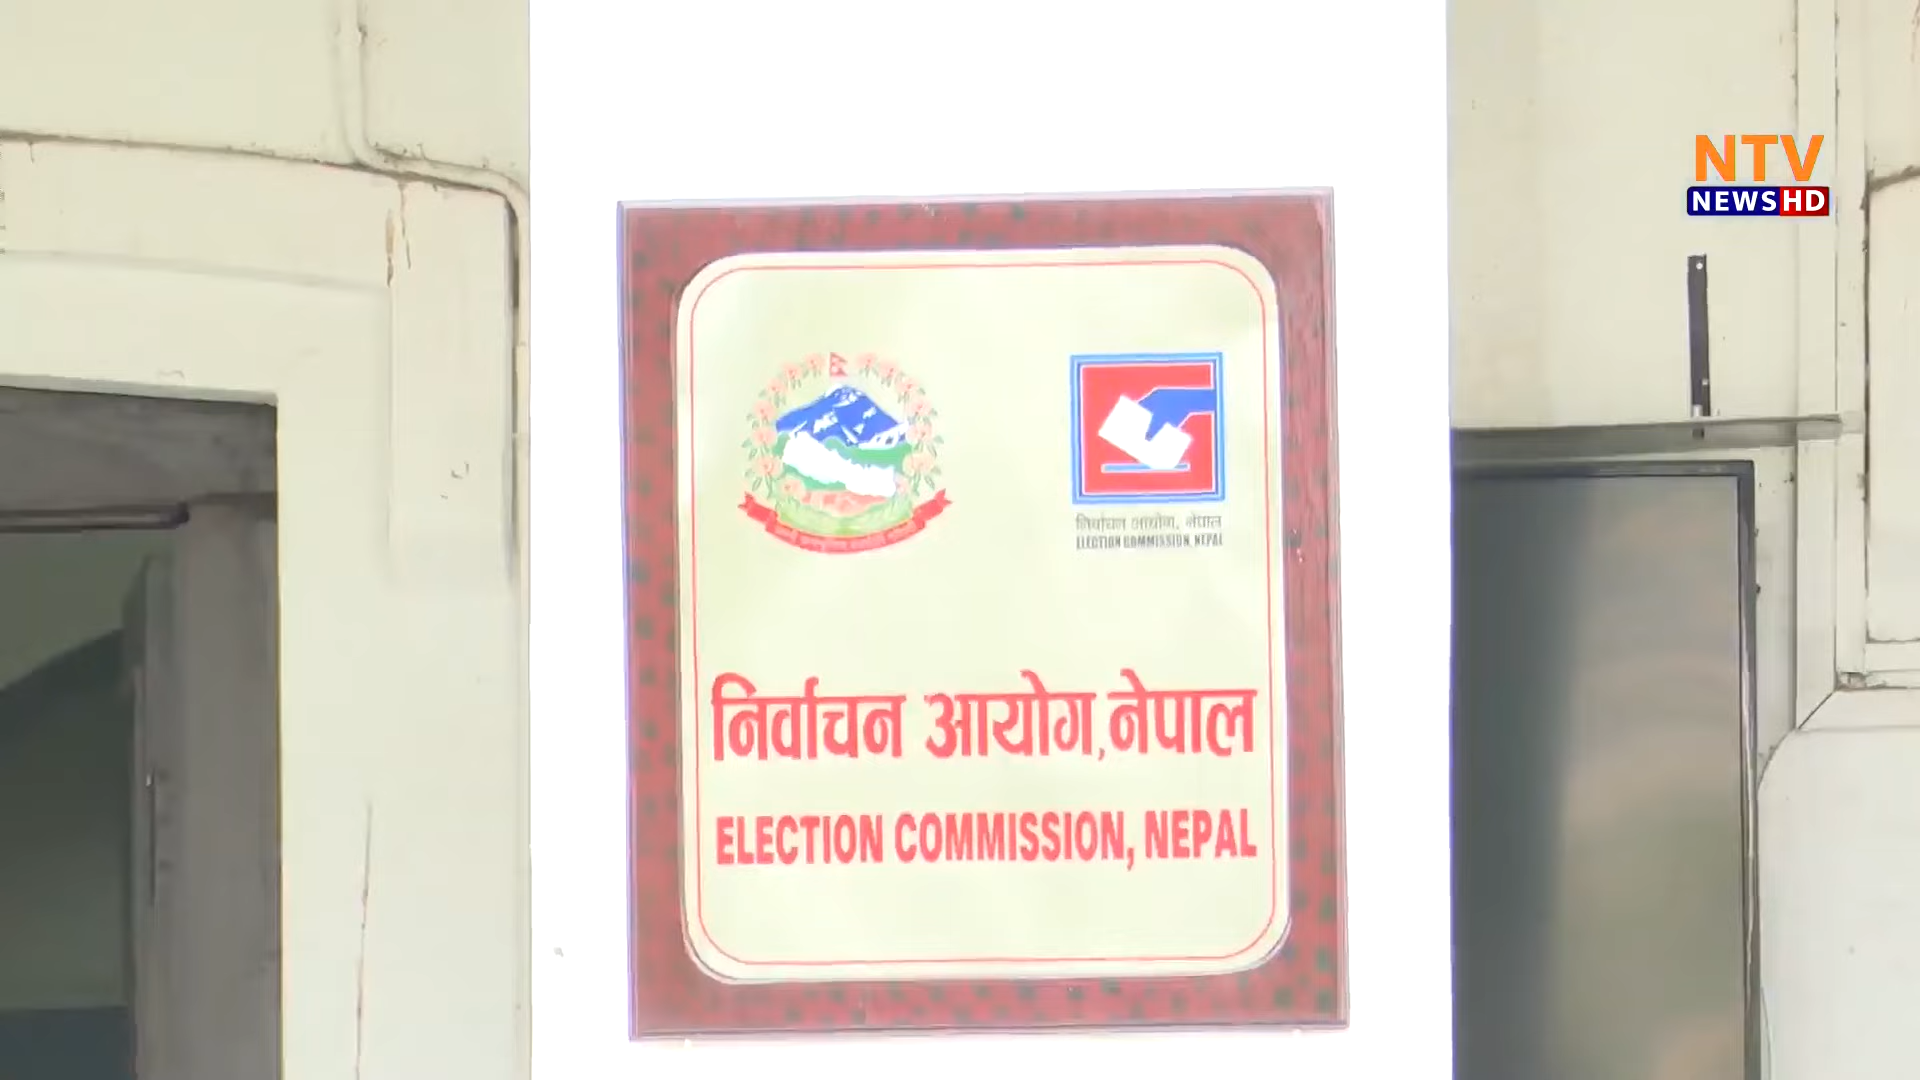 NTV
NEWS HD
निर्वाचन आयोग, नेपाल
ELECTION COMMISSION, NEPAL
निर्वाचन आयोग, नेपाल
ELECTION COMMISSION, NEPAL